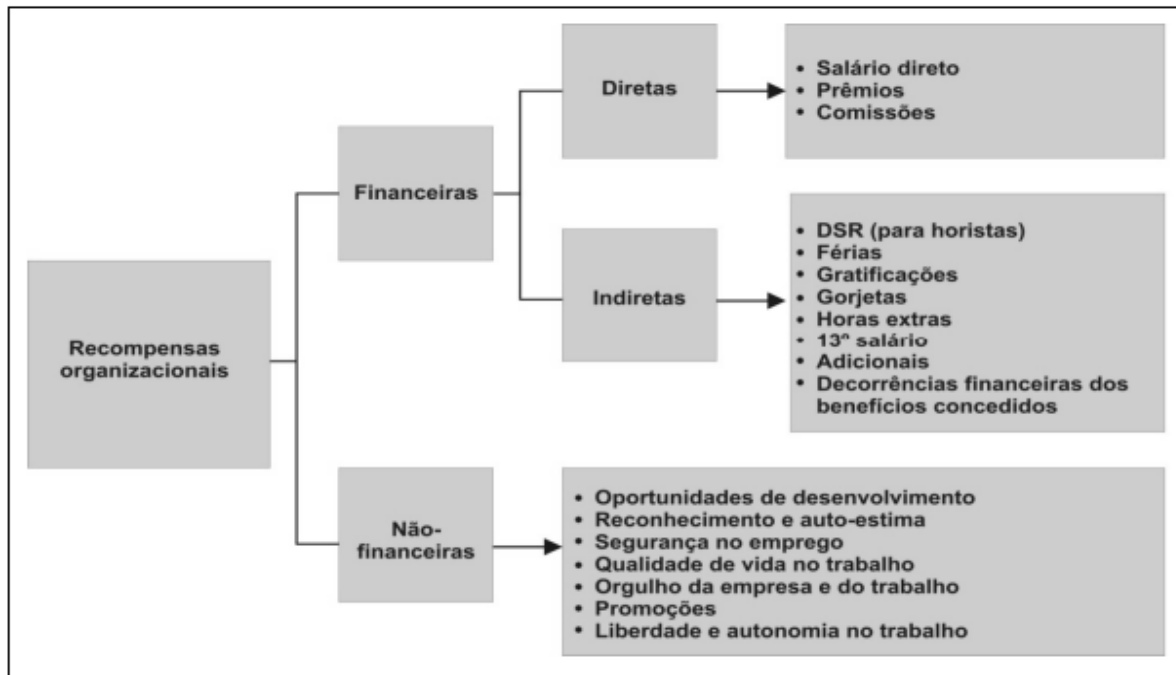 Recompensas
organizacionais
Financeiras
Diretas
• Salário direto
• Prêmios
• Comissões
Indiretas
• DSR (para horistas)
• Férias
• Gratificações
• Gorjetas
• Horas extras
• 13º salário
• Adicionais
• Decorrências financeiras dos
benefícios concedidos
Não-
financeiras
• Oportunidades de desenvolvimento
• Reconhecimento e auto-estima
• Segurança no emprego
• Qualidade de vida no trabalho
• Orgulho da empresa e do trabalho
• Promoções
• Liberdade e autonomia no trabalho